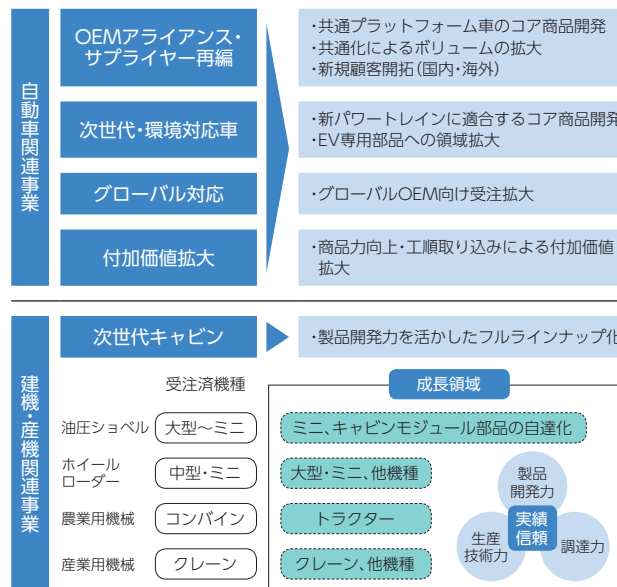 自動車関連事業
OEMアライアンス・
サプライヤー再編
・共通プラットフォーム車のコア商品開発
・共通化によるボリュームの拡大
・新規顧客開拓(国内・海外)
次世代・環境対応車
・新パワートレインに適合するコア商品開発
・EV専用部品への領域拡大
グローバル対応
・グローバルOEM向け受注拡大
付加価値拡大
・商品力向上・工順取り込みによる付加価値
拡大
建機・産機関連事業
次世代キャビン
・製品開発力を活かしたフルラインナップ化
受注済機種
成長領域
油圧ショベル
大型〜ミニ
ミニ、キャビンモジュール部品の自達化
ホイール
ローダー
中型・ミニ
大型・ミニ、他機種
農業用機械
コンバイン
トラクター
産業用機械
クレーン
クレーン、他機種
製品
開発力
実績
信頼
生産
技術力
調達力